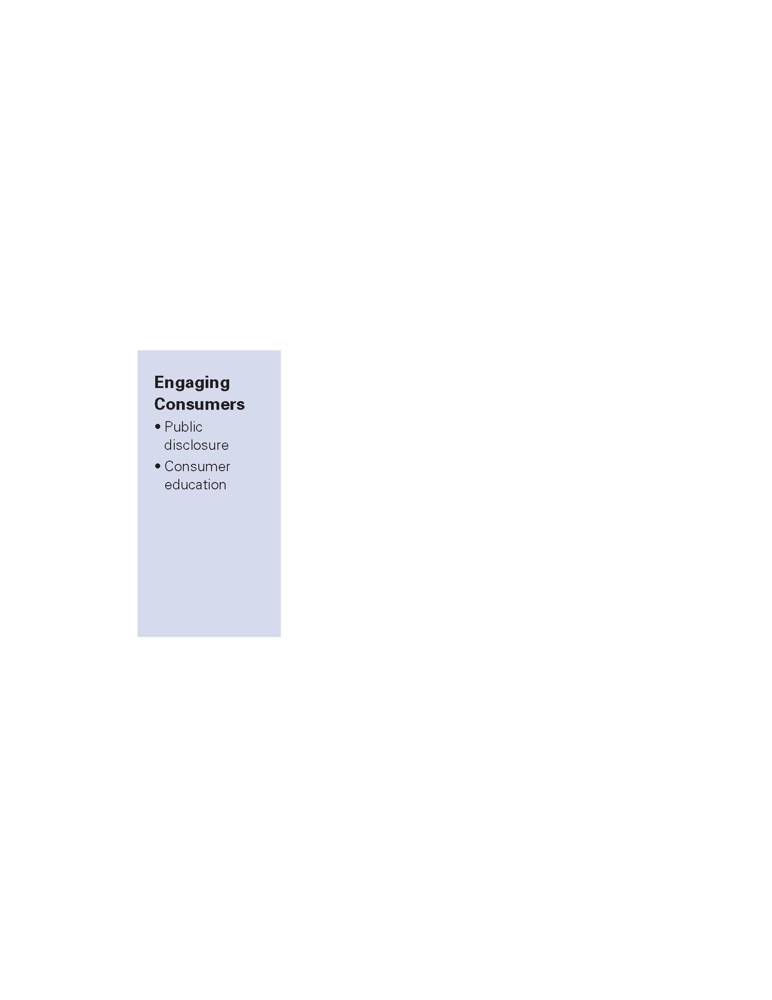 Engaging
Consumers
• Public
disclosure
• Consumer
education